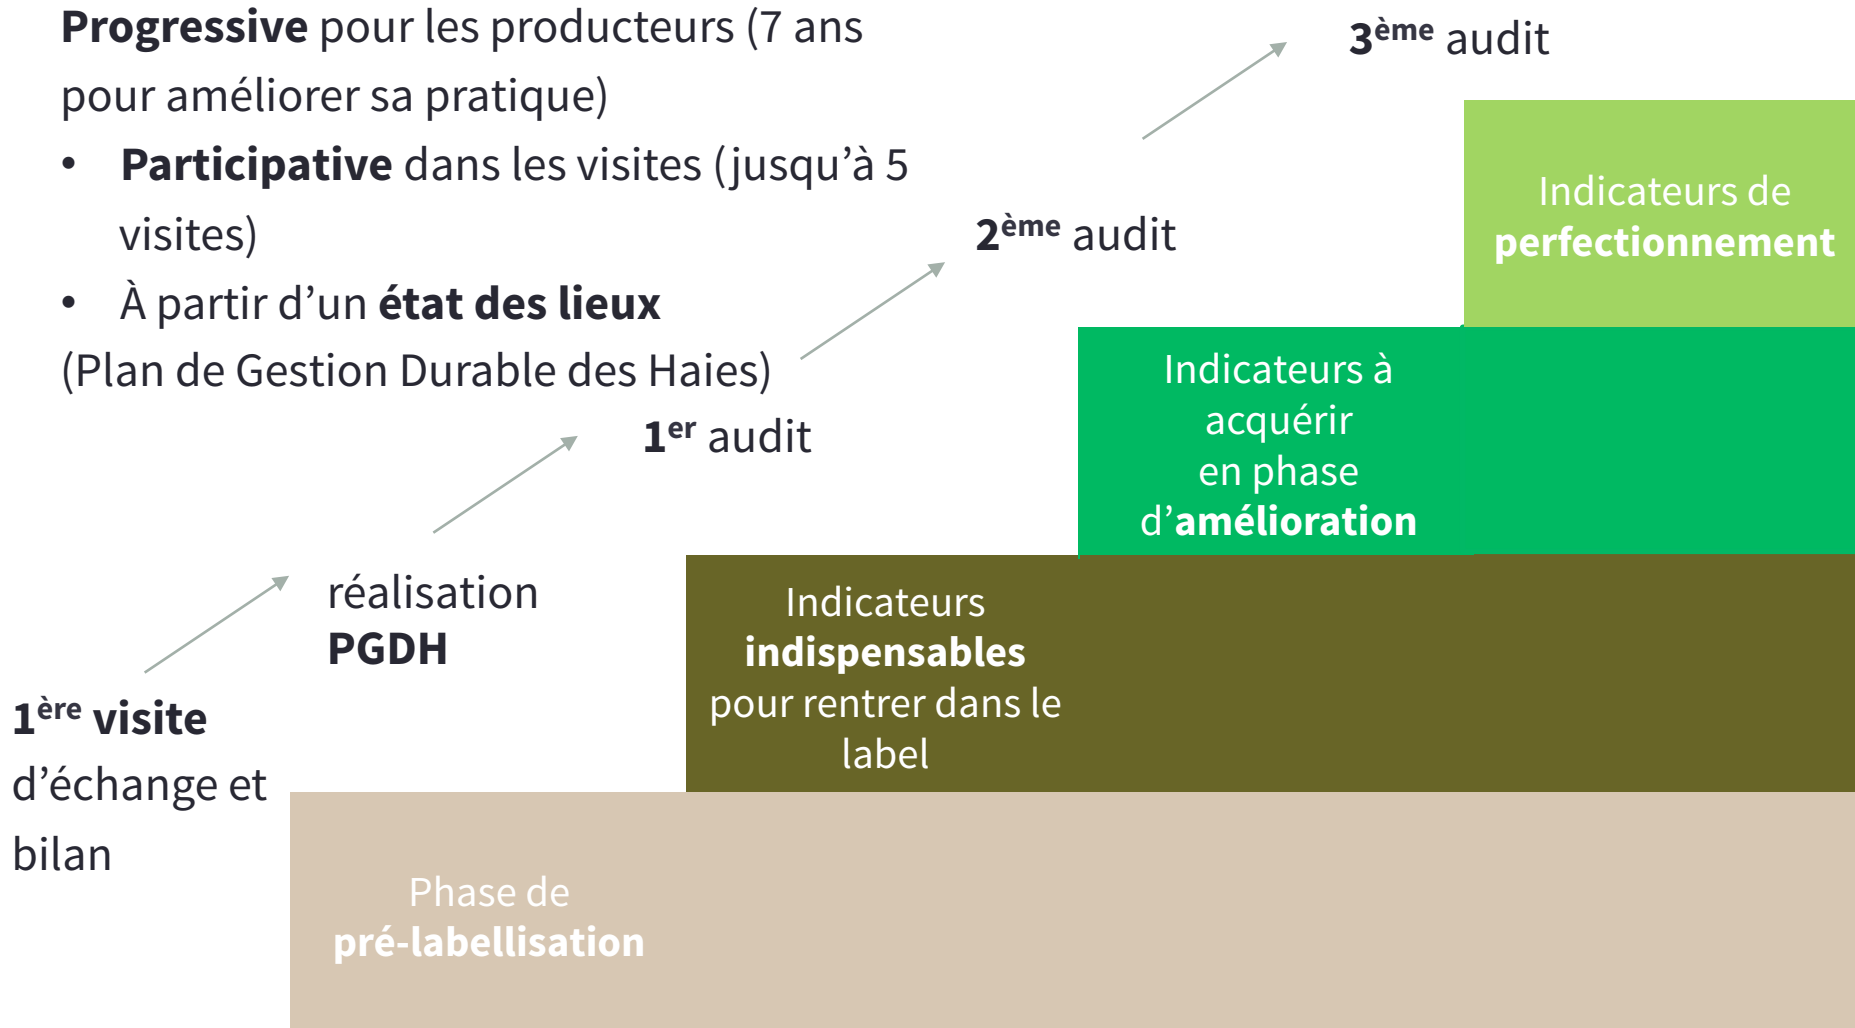 Progressive pour les producteurs (7 ans
pour améliorer sa pratique)
• Participative dans les visites (jusqu’à 5
visites)
• À partir d’un état des lieux
(Plan de Gestion Durable des Haies)
1ère visite
d’échange et
bilan
réalisation
PGDH
1er audit
2ème audit
3ème audit
Phase de
pré-labellisation
Indicateurs
indispensables
pour rentrer dans le
label
Indicateurs à
acquérir
en phase
d’amélioration
Indicateurs de
perfectionnement